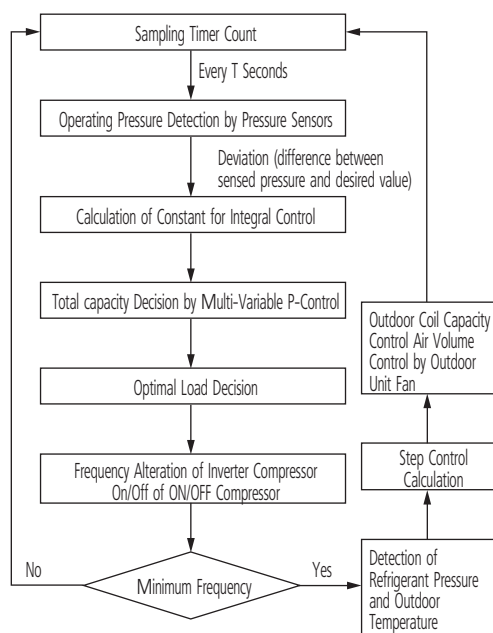 Sampling Timer Count
Every T Seconds
Operating Pressure Detection by Pressure Sensors
Deviation (difference between
sensed pressure and desired value)
Calculation of Constant for Integral Control
Total capacity Decision by Multi-Variable P-Control
Optimal Load Decision
Frequency Alteration of Inverter Compressor
On/Off of ON/OFF Compressor
No
Minimum Frequency
Yes
Detection of
Refrigerant Pressure
and Outdoor
Temperature
Step Control
Calculation
Outdoor Coil Capacity
Control Air Volume
Control by Outdoor
Unit Fan